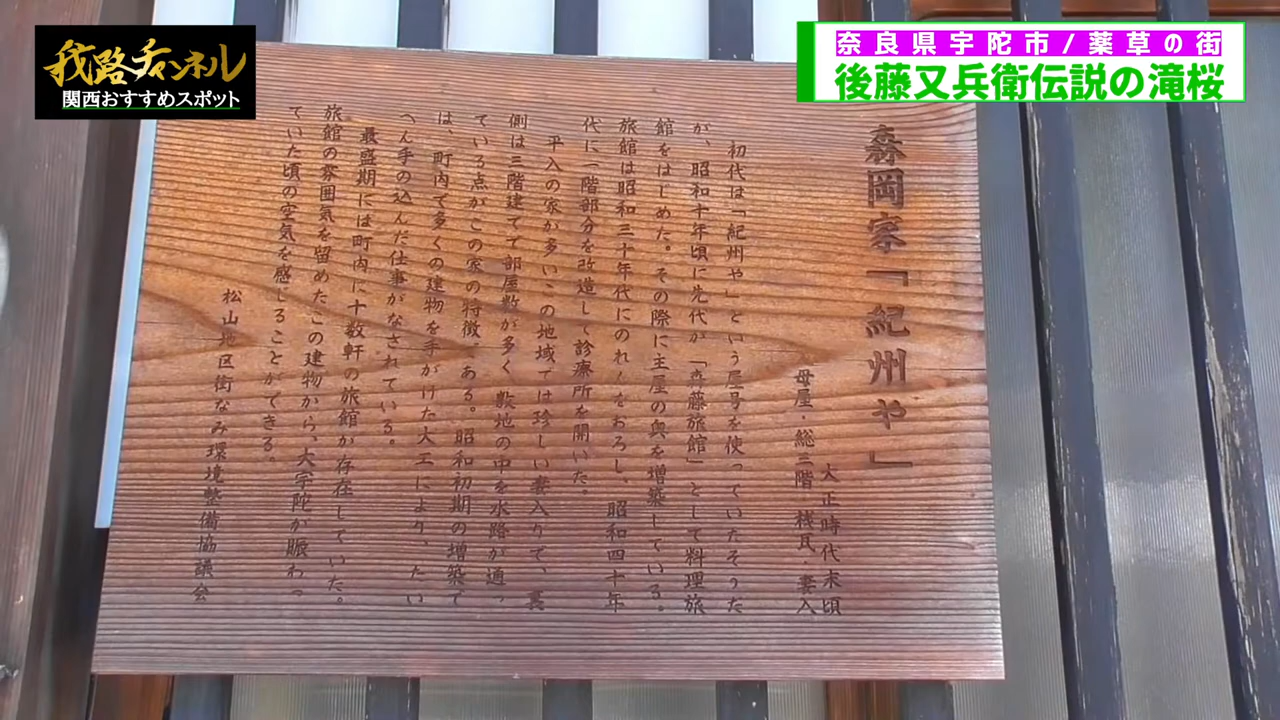 我路チャンネル
関西おすすめスポット
奈良県宇陀市/薬草の街
後藤又兵衛伝説の滝桜
森岡家「紀州や」
大正時代末頃
母屋・総二階 桟瓦・妻入
初代は「紀州や」という屋号を使っていたそうだ
が、昭和十年頃に先代が「森藤旅館」として料理旅
館をはじめた。その際に主屋の奥を増築している。
旅館は昭和三十年代にのれんをおろし、昭和四十年
代に一階部分を改造して診療所を開いた。
平入の家が多いこの地域では珍しい妻入りで、裏
側は三階建てで部屋数が多く、敷地の中を水路が通っ
ている点がこの家の特徴である。昭和初期の増築で
は、町内で多くの建物を手がけた大工により、たい
へん手の込んだ仕事がなされている。
最盛期には町内に十数軒の旅館が存在していた。
旅館の雰囲気を留めたこの建物から、大宇陀が賑わっ
ていた頃の空気を感じることができる。
松山地区街なみ環境整備協議会